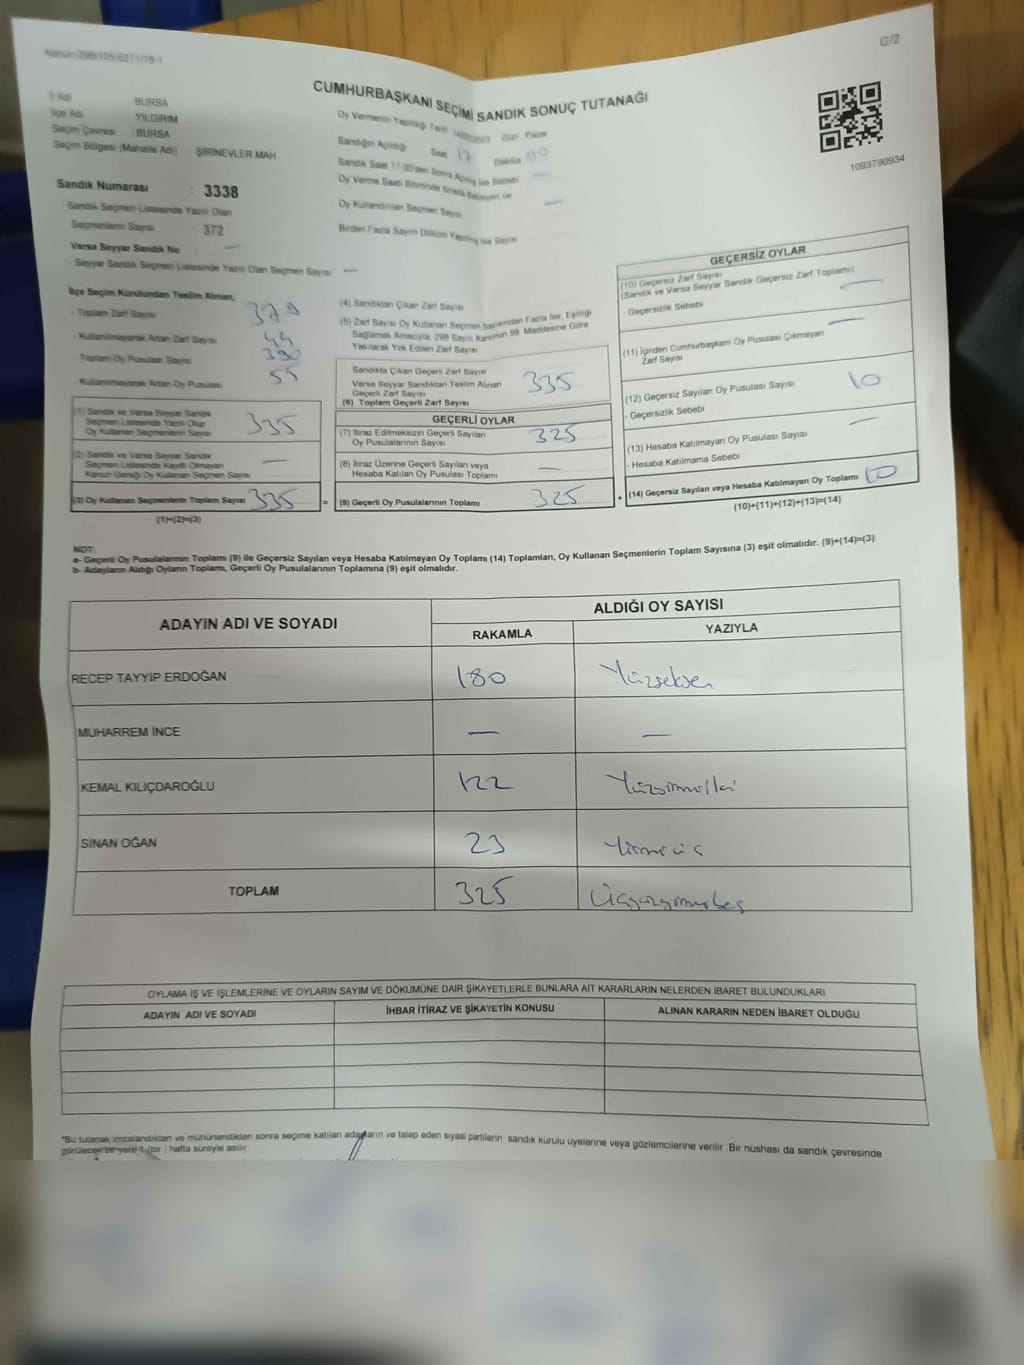 Kanun:298/105;6271/18-1
C/2
CUMHURBAŞKANI SEÇİMİ SANDIK SONUÇ TUTANAĞI
İl Adı BURSA
İlçe Adı YILDIRIM
Seçim Çevresi : BURSA
Seçim Bölgesi (Mahalle Adı) ŞİRİNEVLER MAH
Sandık Numarası : 3338
- Sandık Seçmen Listesinde Yazılı Olan
Seçmenlerin Sayısı : 372
Varsa Seyyar Sandık No : —
- Seyyar Sandık Seçmen Listesinde Yazılı Olan Seçmen Sayısı —
Oy Vermenin Yapıldığı Tarih 14/05/2023 Gün Pazar
Sandığın Açıldığı Saat 17 Dakika 00
Sandık Saat 17:00'den Sonra Açılmış İse Sebebi —
Oy Verme Saati Bitiminde Sırada Bekleyen ve
Oy Kullandırılan Seçmen Sayısı —
Birden Fazla Sayım Döküm Yapılmış İse Sayısı
1093790934
İlçe Seçim Kurulundan Teslim Alınan;
- Toplam Zarf Sayısı 379
- Kullanılmayarak Artan Zarf Sayısı 44
- Toplam Oy Pusulası Sayısı 390
- Kullanılmayarak Artan Oy Pusulası 55
(1) Sandık ve Varsa Seyyar Sandık
Seçmen Listesinde Yazılı Olup
Oy Kullanan Seçmenlerin Sayısı 335
(2) Sandık ve Varsa Seyyar Sandık
Seçmen Listesinde Kayıtlı Olmayan
Kanun Gereği Oy Kullanan Seçmen Sayısı —
(3) Oy Kullanan Seçmenlerin Toplam Sayısı 335 =
(1)+(2)=(3)
(4) Sandıktan Çıkan Zarf Sayısı
(5) Zarf Sayısı Oy Kullanan Seçmen Sayısından Fazla İse, Eşitliği
Sağlamak Amacıyla, 298 Sayılı Kanunun 98. Maddesine Göre
Yakılarak Yok Edilen Zarf Sayısı
Sandıkta Çıkan Geçerli Zarf Sayısı
Varsa Seyyar Sandıktan Teslim Alınan
Geçerli Zarf Sayısı 335
(6) Toplam Geçerli Zarf Sayısı
GEÇERLİ OYLAR
(7) İtiraz Edilmeksizin Geçerli Sayılan
Oy Pusulalarının Sayısı 325
(8) İtiraz Üzerine Geçerli Sayılan veya
Hesaba Katılan Oy Pusulası Toplamı —
(9) Geçerli Oy Pusulalarının Toplamı 325 +
GEÇERSİZ OYLAR
(10) Geçersiz Zarf Sayısı
(Sandık ve Varsa Seyyar Sandık Geçersiz Zarf Toplamı)
- Geçersizlik Sebebi —
(11) İçinden Cumhurbaşkanı Oy Pusulası Çıkmayan —
Zarf Sayısı
(12) Geçersiz Sayılan Oy Pusulası Sayısı 10
- Geçersizlik Sebebi
(13) Hesaba Katılmayan Oy Pusulası Sayısı —
- Hesaba Katılmama Sebebi
(14) Geçersiz Sayılan veya Hesaba Katılmayan Oy Toplamı 10
(10)+(11)+(12)+(13)=(14)
NOT:
a- Geçerli Oy Pusulalarının Toplamı (9) ile Geçersiz Sayılan veya Hesaba Katılmayan Oy Toplamı (14) Toplamları, Oy Kullanan Seçmenlerin Toplam Sayısına (3) eşit olmalıdır. (9)+(14)=(3)
b- Adayların Aldığı Oyların Toplamı, Geçerli Oy Pusulalarının Toplamına (9) eşit olmalıdır.
ADAYIN ADI VE SOYADI ALDIĞI OY SAYISI
RAKAMLA YAZIYLA
RECEP TAYYİP ERDOĞAN 180 Yüzseksen
MUHARREM İNCE — —
KEMAL KILIÇDAROĞLU 122 Yüzyirmiiki
SİNAN OĞAN 23 Yirmiüç
TOPLAM 325 Üçyüzyirmibeş
OYLAMA İŞ VE İŞLEMLERİNE VE OYLARIN SAYIM VE DÖKÜMÜNE DAİR ŞİKAYETLERLE BUNLARA AİT KARARLARIN NELERDEN İBARET BULUNDUKLARI
ADAYIN ADI VE SOYADI İHBAR İTİRAZ VE ŞİKAYETİN KONUSU ALINAN KARARIN NEDEN İBARET OLDUĞU
*Bu tutanak imzalandıktan ve mühürlendikten sonra seçime katılan adayların ve talep eden siyasi partilerin sandık kurulu üyelerine veya gözlemcilerine verilir. Bir nüshası da sandık çevresinde
görülecek bir yere 1 (bir ) hafta süreyle asılır.